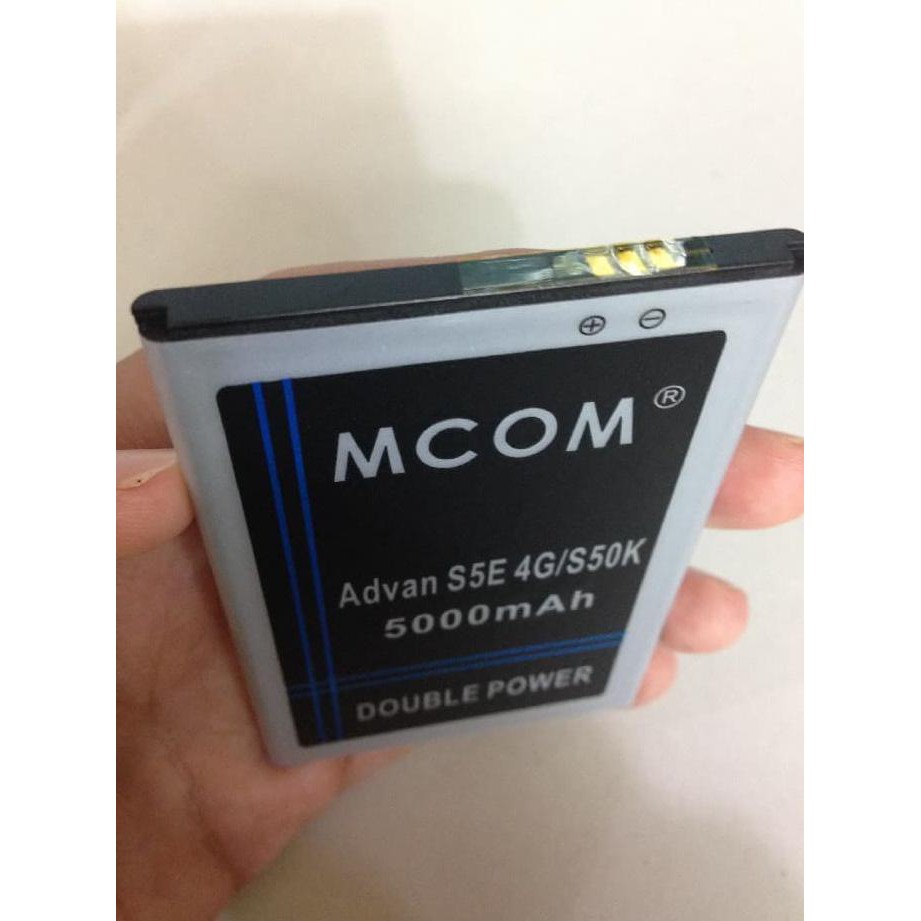 + -
MCOM®
Advan S5E 4G/S50K
5000mAh
DOUBLE POWER